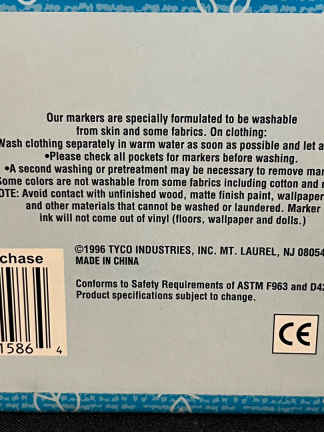 Our markers are specially formulated to be washable
from skin and some fabrics. On clothing:
Wash clothing separately in warm water as soon as possible and let a
•Please check all pockets for markers before washing.
•A second washing or pretreatment may be necessary to remove mar
Some colors are not washable from some fabrics including cotton and
OTE: Avoid contact with unfinished wood, matte finish paint, wallpaper
and other materials that cannot be washed or laundered. Marker
ink will not come out of vinyl (floors, wallpaper and dolls.)
©1996 TYCO INDUSTRIES, INC. MT. LAUREL, NJ 08054
MADE IN CHINA
chase
Conforms to Safety Requirements of ASTM F963 and D42
Product specifications subject to change.
1586 4
CE